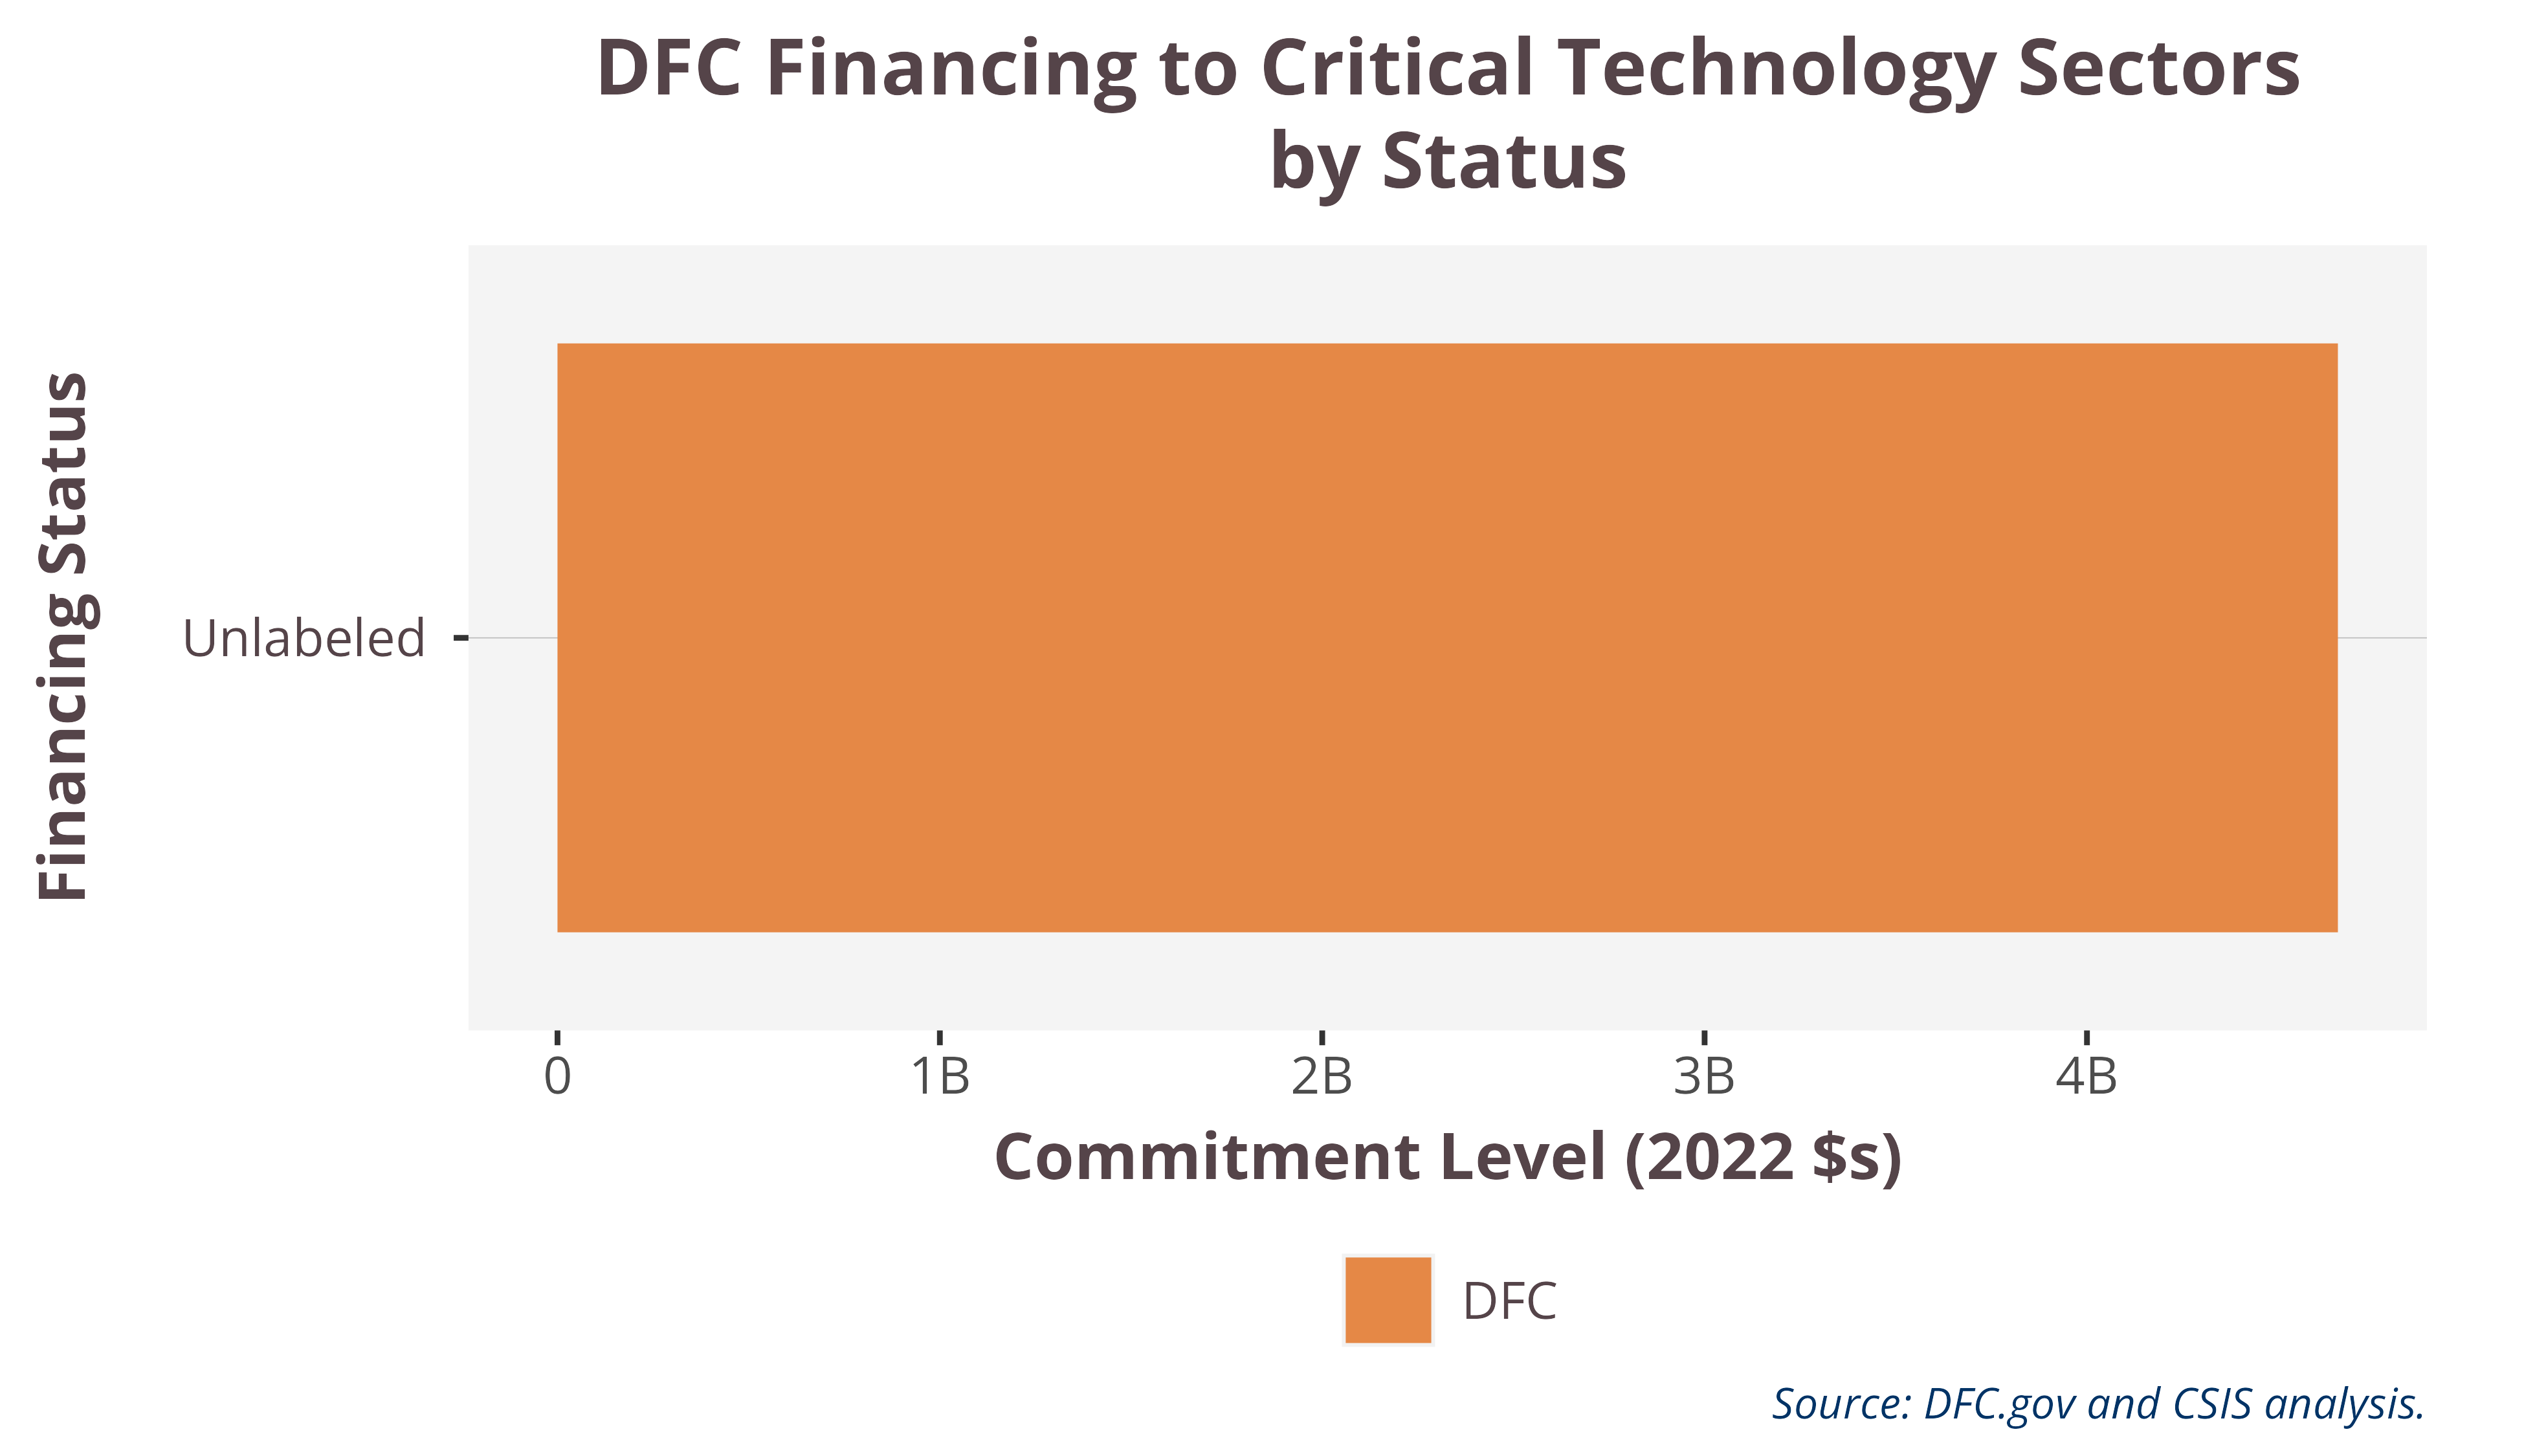 DFC Financing to Critical Technology Sectors
by Status
Financing Status
Unlabeled
0 1B 2B 3B 4B
Commitment Level (2022 $s)
DFC
Source: DFC.gov and CSIS analysis.